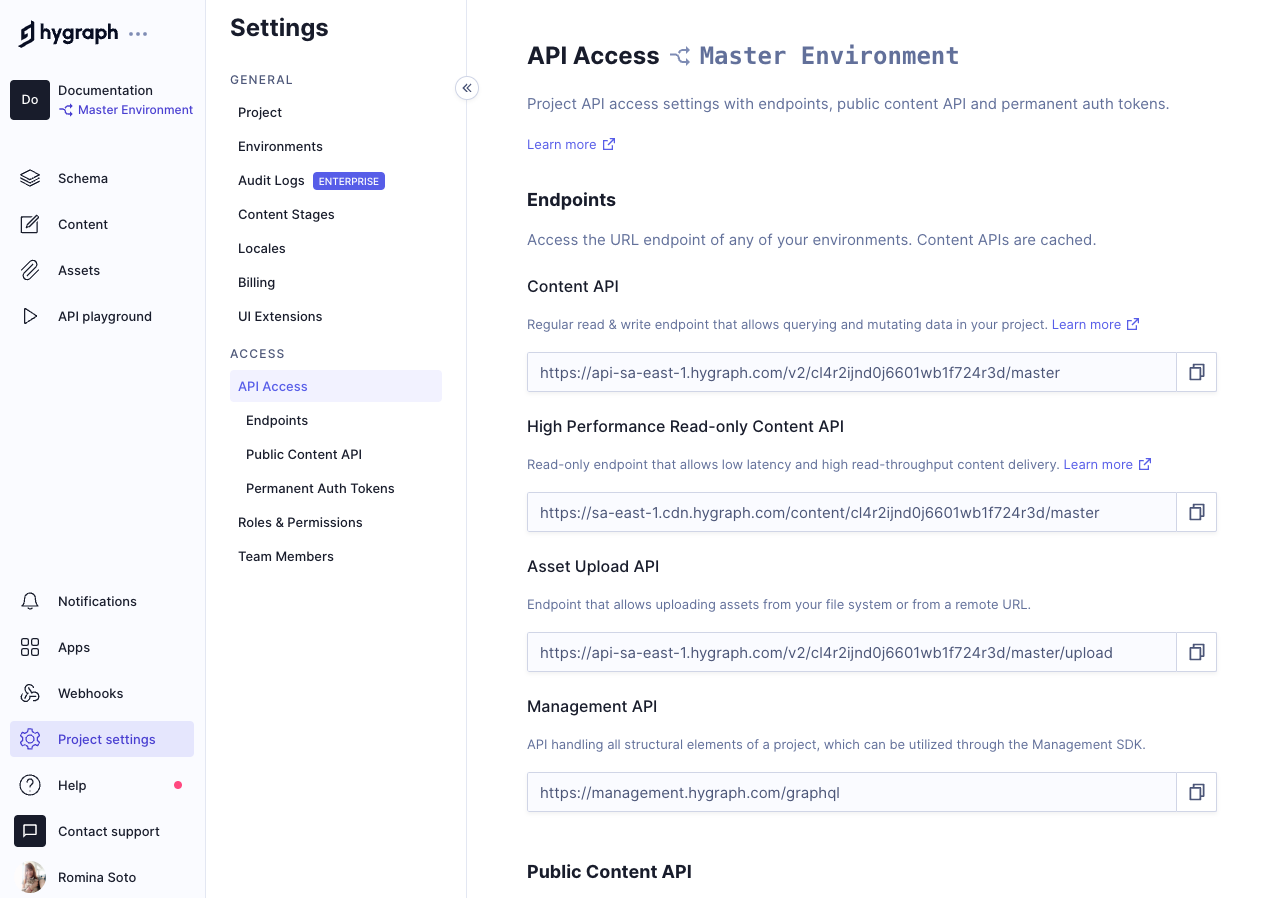 hygraph
Do
Documentation
Master Environment
Schema
Content
Assets
API playground
Notifications
Apps
Webhooks
Project settings
Help
Contact support
Romina Soto
Settings
GENERAL
Project
Environments
Audit Logs ENTERPRISE
Content Stages
Locales
Billing
UI Extensions
ACCESS
API Access
Endpoints
Public Content API
Permanent Auth Tokens
Roles & Permissions
Team Members
API Access Master Environment
Project API access settings with endpoints, public content API and permanent auth tokens.
Learn more
Endpoints
Access the URL endpoint of any of your environments. Content APIs are cached.
Content API
Regular read & write endpoint that allows querying and mutating data in your project. Learn more
https://api-sa-east-1.hygraph.com/v2/cl4r2ijnd0j6601wb1f724r3d/master
High Performance Read-only Content API
Read-only endpoint that allows low latency and high read-throughput content delivery. Learn more
https://sa-east-1.cdn.hygraph.com/content/cl4r2ijnd0j6601wb1f724r3d/master
Asset Upload API
Endpoint that allows uploading assets from your file system or from a remote URL.
https://api-sa-east-1.hygraph.com/v2/cl4r2ijnd0j6601wb1f724r3d/master/upload
Management API
API handling all structural elements of a project, which can be utilized through the Management SDK.
https://management.hygraph.com/graphql
Public Content API